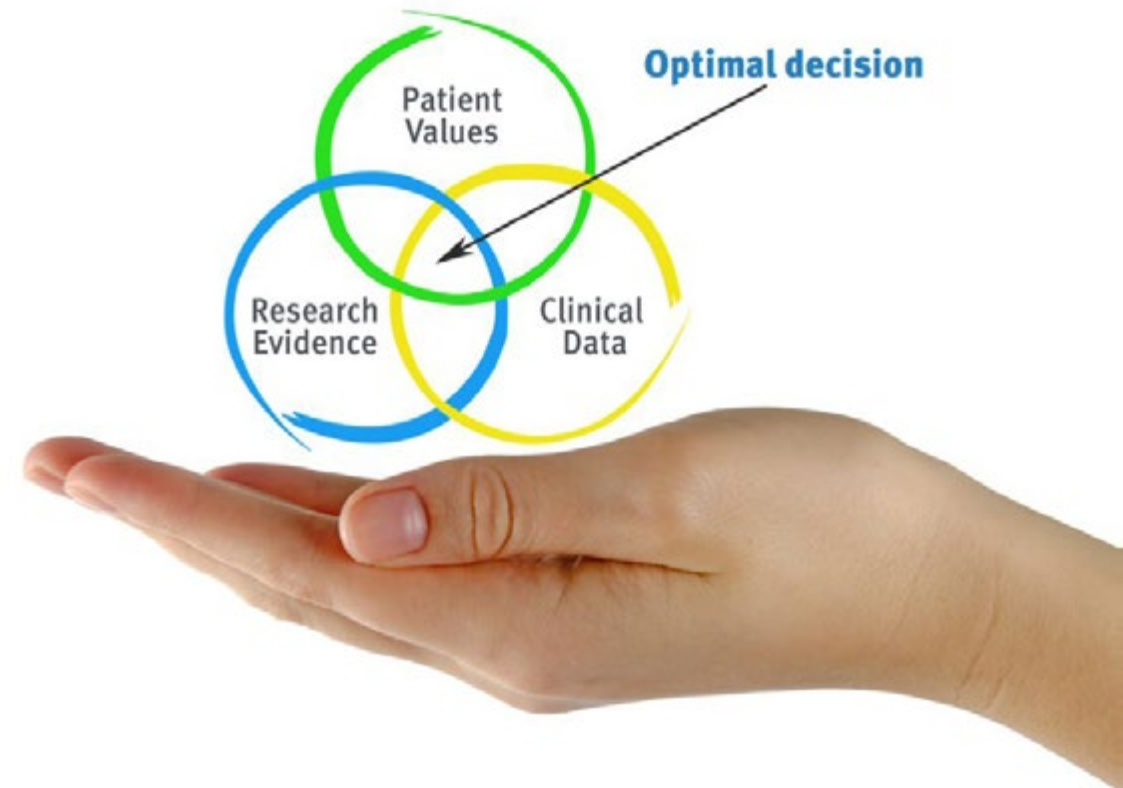 Optimal decision
Patient
Values
Research
Evidence
Clinical
Data